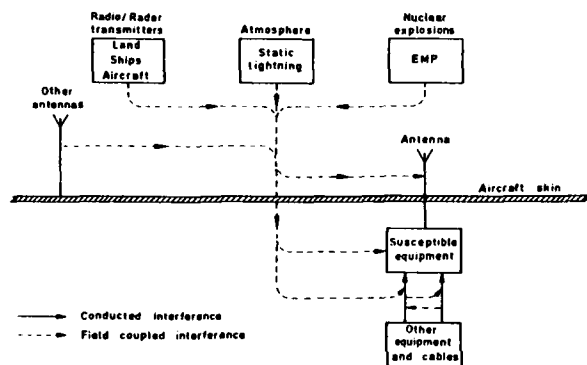 Radio/Radar
transmitters
Land
Ships
Aircraft
Atmosphere
Static
Lightning
Nuclear
explosions
EMP
Other
antennas
Antenna
Aircraft skin
Susceptible
equipment
Other
equipment
and cables
Conducted interference
Field coupled interference